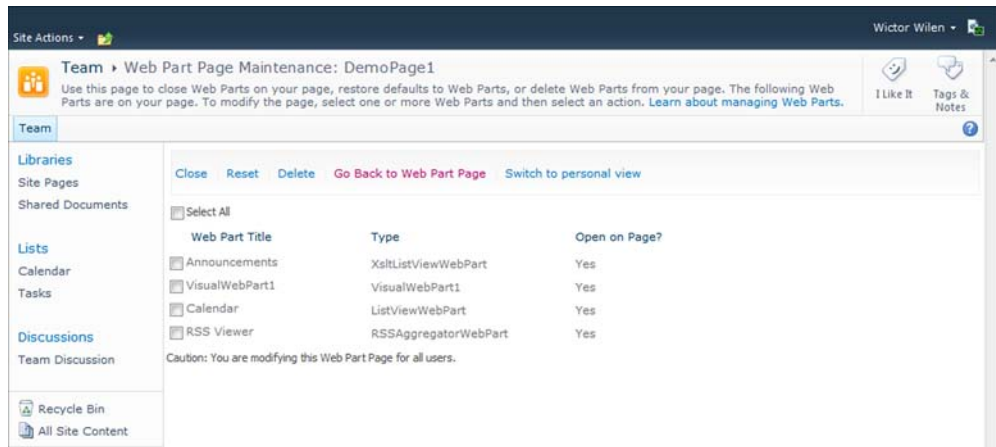 Site Actions
Wictor Wilen
Team ▸ Web Part Page Maintenance: DemoPage1
Use this page to close Web Parts on your page, restore defaults to Web Parts, or delete Web Parts from your page. The following Web
Parts are on your page. To modify the page, select one or more Web Parts and then select an action. Learn about managing Web Parts.
I Like It
Tags &
Notes
Team
Libraries
Site Pages
Shared Documents
Lists
Calendar
Tasks
Discussions
Team Discussion
Recycle Bin
All Site Content
Close Reset Delete Go Back to Web Part Page Switch to personal view
Select All
Web Part Title Type Open on Page?
Announcements XsltListViewWebPart Yes
VisualWebPart1 VisualWebPart1 Yes
Calendar ListViewWebPart Yes
RSS Viewer RSSAggregatorWebPart Yes
Caution: You are modifying this Web Part Page for all users.